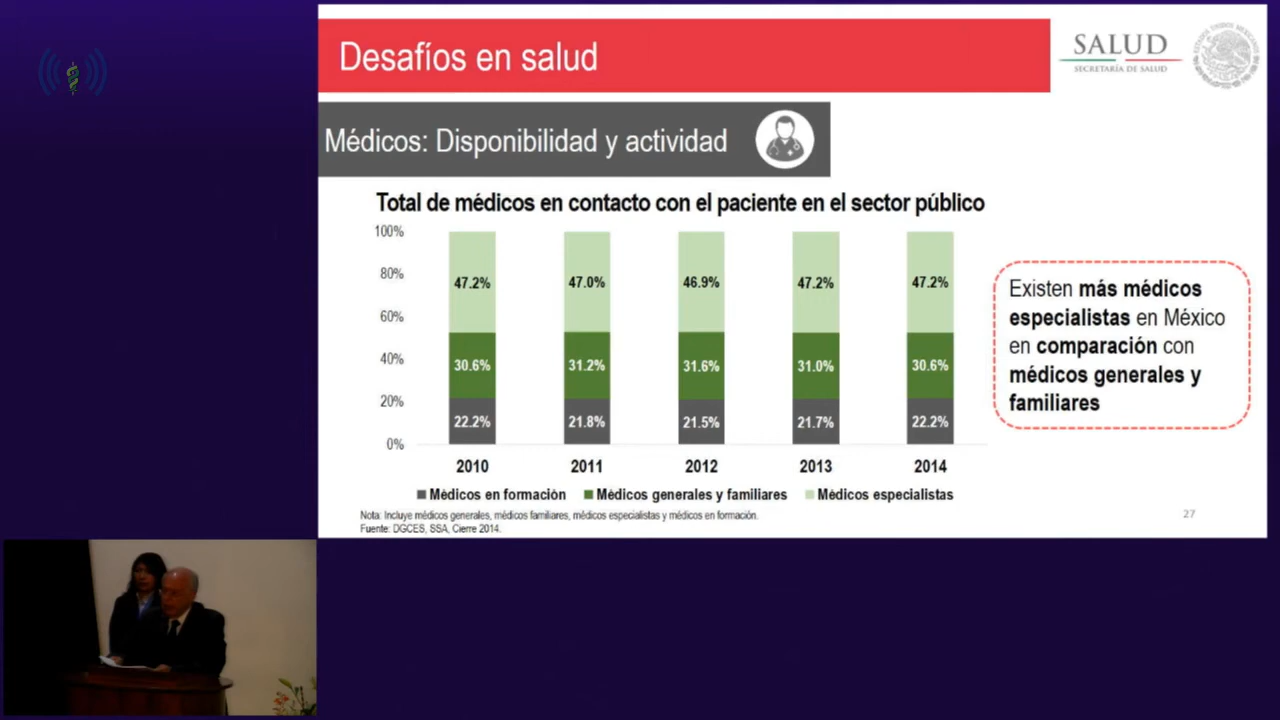 Desafíos en salud
SALUD
SECRETARÍA DE SALUD
Médicos: Disponibilidad y actividad
Total de médicos en contacto con el paciente en el sector público
100%
80%
60%
40%
20%
0%
47.2% 47.0% 46.9% 47.2% 47.2%
30.6% 31.2% 31.6% 31.0% 30.6%
22.2% 21.8% 21.5% 21.7% 22.2%
2010 2011 2012 2013 2014
Médicos en formación Médicos generales y familiares Médicos especialistas
Nota: Incluye médicos generales, médicos familiares, médicos especialistas y médicos en formación.
Fuente: DGCES, SSA, Cierre 2014.
Existen más médicos
especialistas en México
en comparación con
médicos generales y
familiares
27